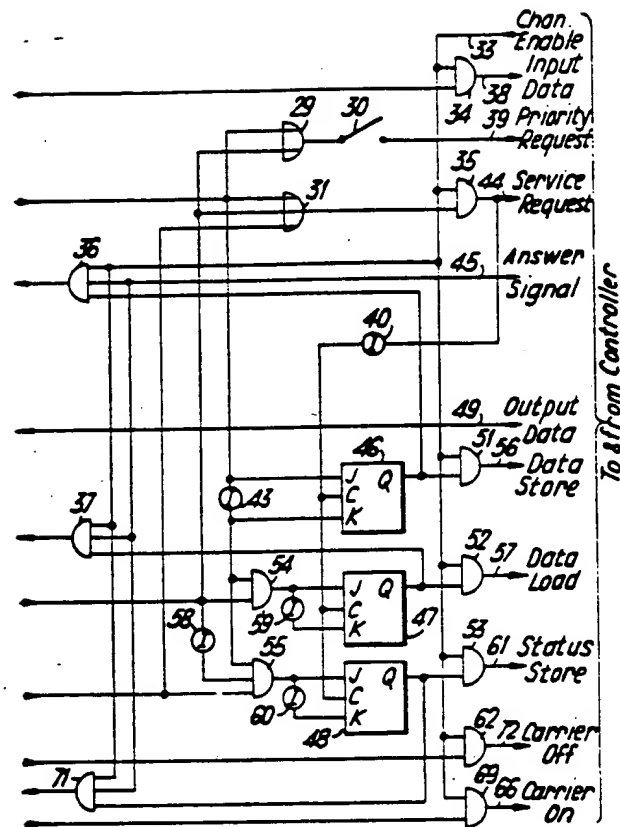 Chan.
33 Enable
Input
34 38 Data
29 30 39 Priority
Request
35
31 44 Service
Request
36 45 Answer
Signal
40 I
49 Output
Data
46 51 56 Data
Store
J Q
C
K
43 I
37 52 57 Data
Load
54
J Q
C
K
47
59 I
58 I
53 61 Status
Store
55
J Q
C
K
48
60 I
62 72 Carrier
Off
71 69 66 Carrier
On
To & from Controller